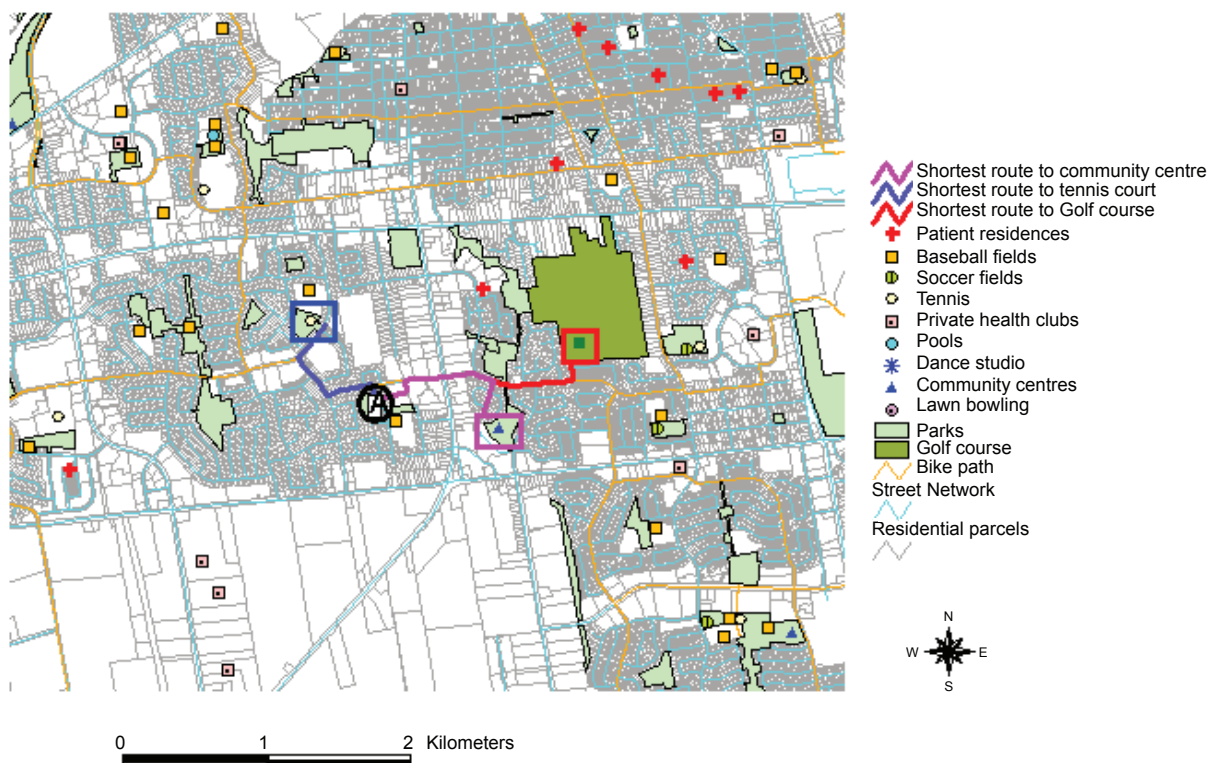 A
Shortest route to community centre
Shortest route to tennis court
Shortest route to Golf course
Patient residences
Baseball fields
Soccer fields
Tennis
Private health clubs
Pools
Dance studio
Community centres
Lawn bowling
Parks
Golf course
Bike path
Street Network
Residential parcels
N
W E
S
0 1 2 Kilometers